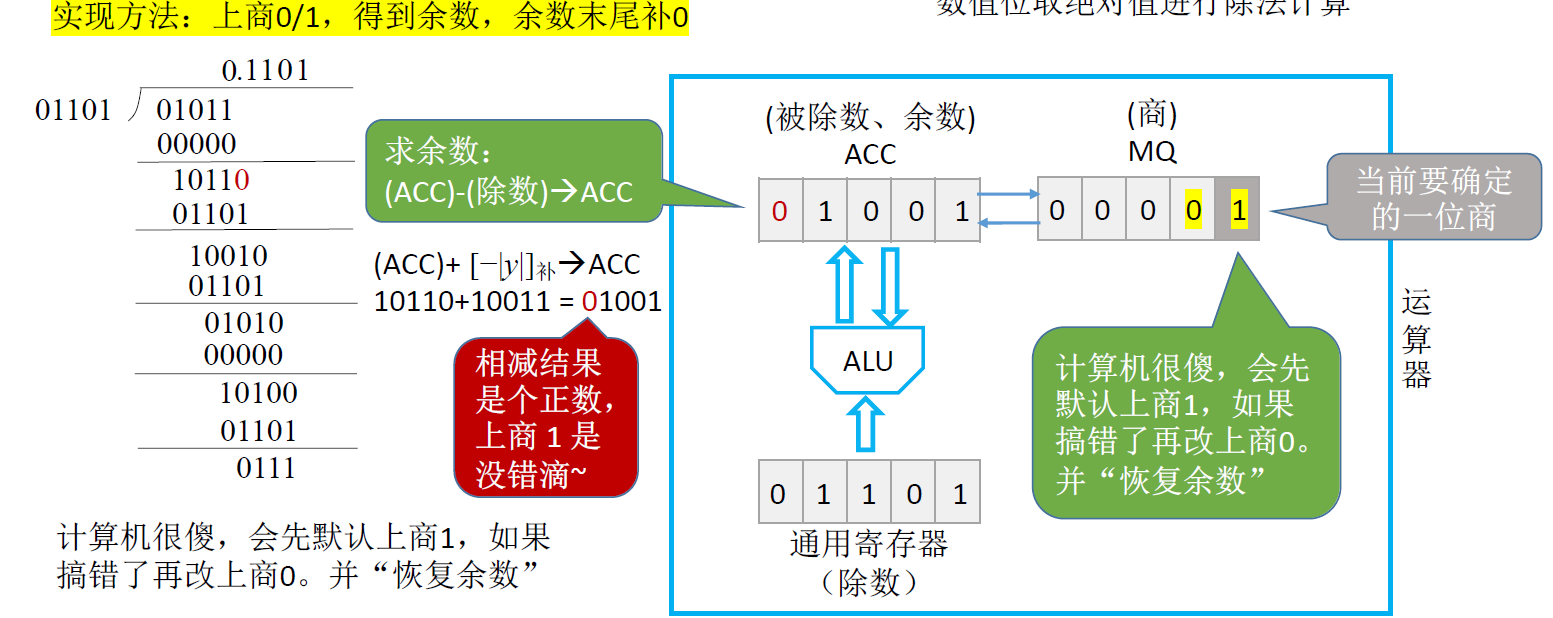 实现方法：上商0/1，得到余数，余数末尾补0
数值位取绝对值进行除法计算
0.1101
01101
01011
00000
10110
01101
10010
01101
01010
00000
10100
01101
0111
求余数：
(ACC)-(除数)→ACC
(ACC)+ [−|y|]补→ACC
10110+10011 = 01001
相减结果
是个正数，
上商 1 是
没错滴~
计算机很傻，会先默认上商1，如果
搞错了再改上商0。并“恢复余数”
(被除数、余数)
ACC
0 1 0 0 1
(商)
MQ
0 0 0 0 1
当前要确定
的一位商
ALU
0 1 1 0 1
通用寄存器
（除数）
计算机很傻，会先
默认上商1，如果
搞错了再改上商0。
并“恢复余数”
运
算
器